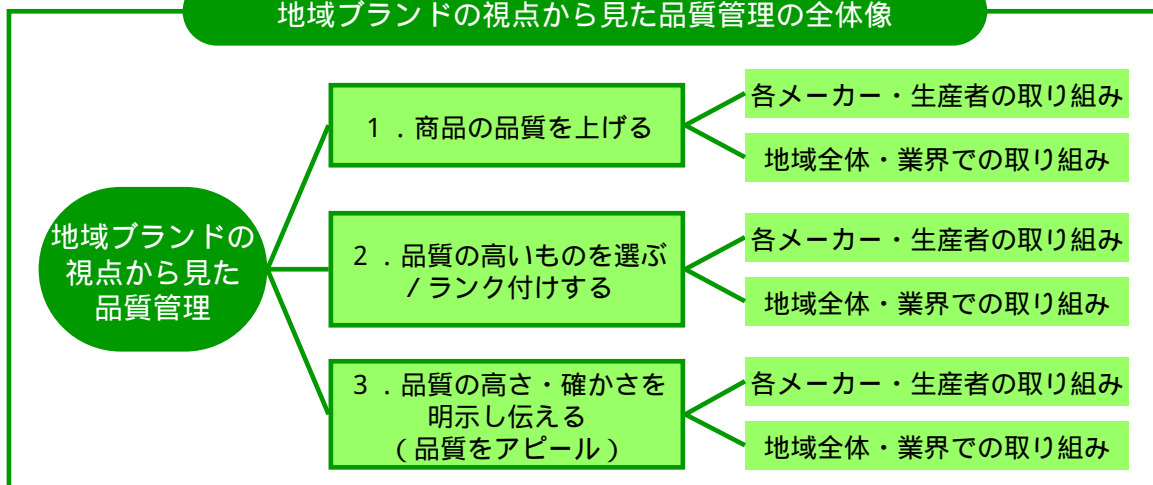 地域ブランドの視点から見た品質管理の全体像
地域ブランドの
視点から見た
品質管理
1．商品の品質を上げる
各メーカー・生産者の取り組み
地域全体・業界での取り組み
2．品質の高いものを選ぶ
/ランク付けする
各メーカー・生産者の取り組み
地域全体・業界での取り組み
3．品質の高さ・確かさを
明示し伝える
(品質をアピール)
各メーカー・生産者の取り組み
地域全体・業界での取り組み